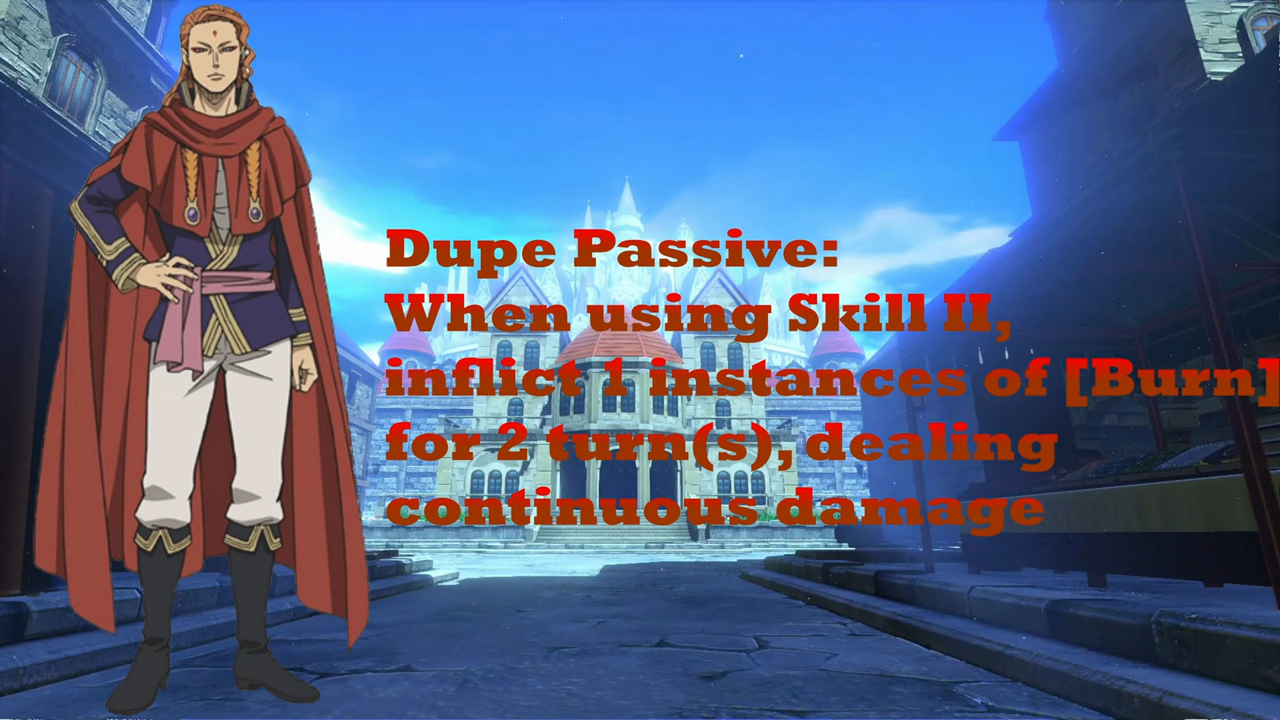 Dupe Passive:
When using Skill II,
inflict 1 instances of [Burn]
for 2 turn(s), dealing
continuous damage